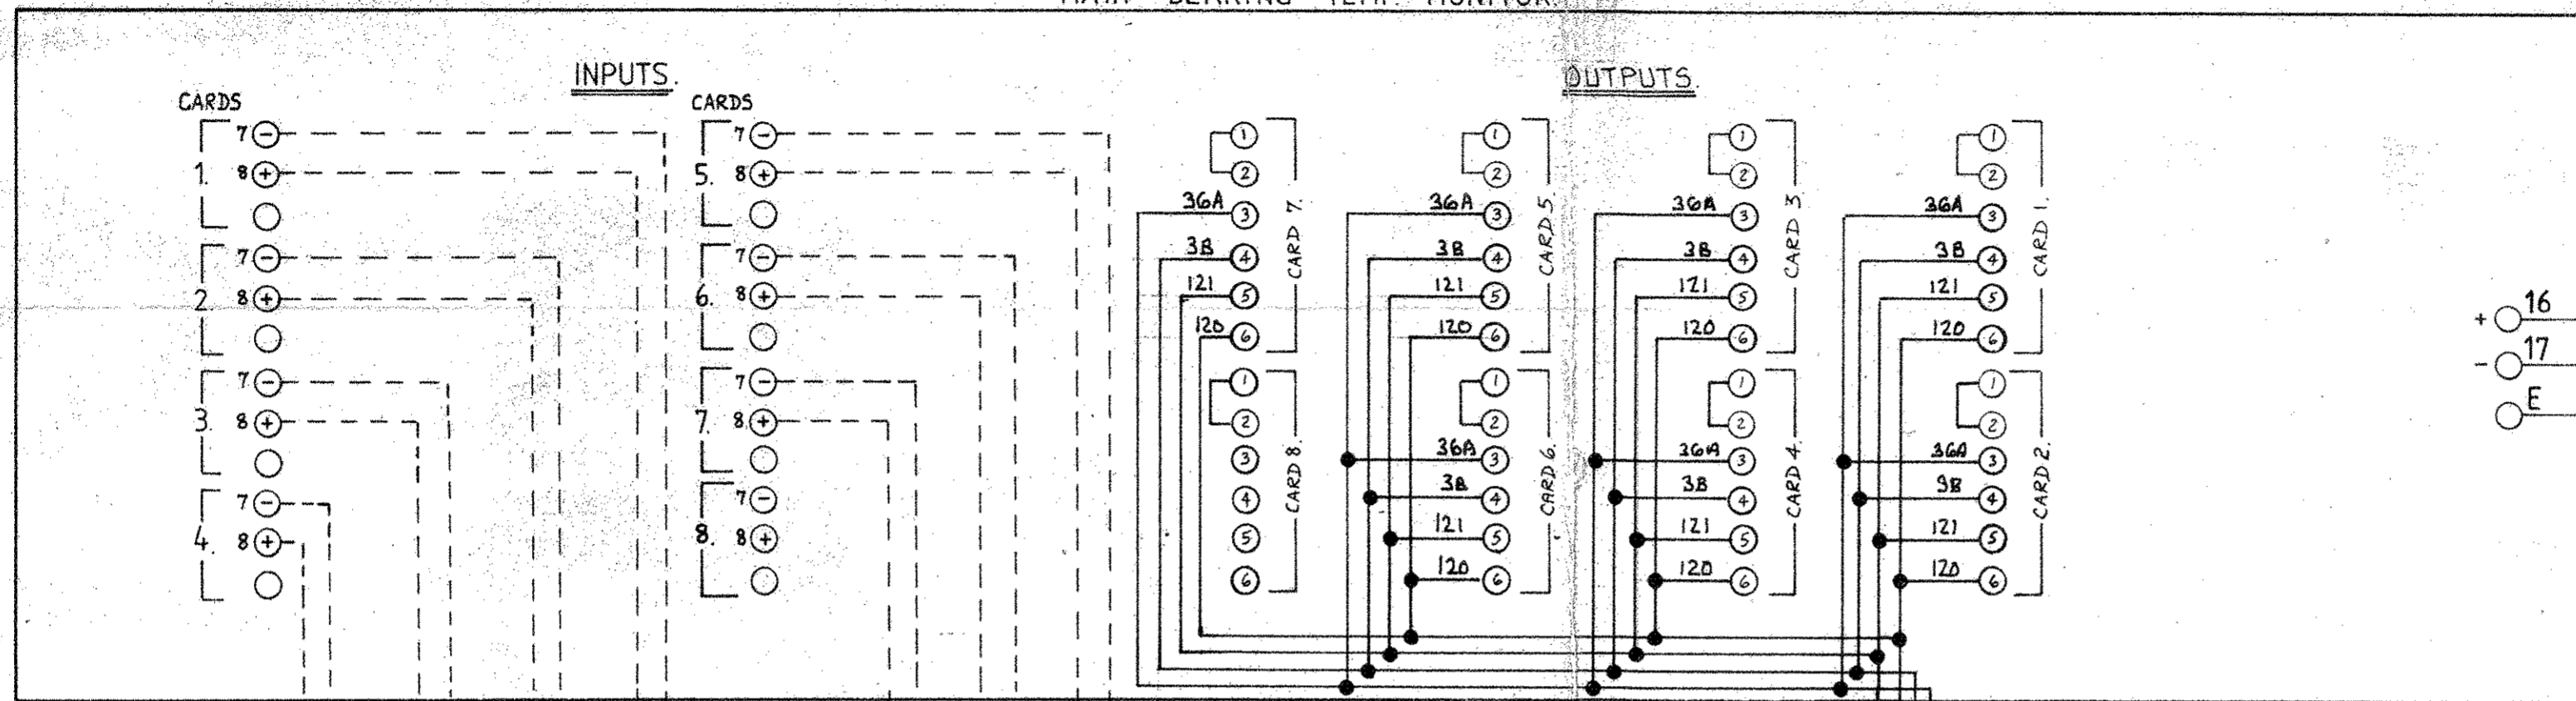 MAIN BEARING TEMP. MONITOR.
INPUTS.
OUTPUTS.
CARDS
1.
7 -
8 +
2.
7 -
8 +
3.
7 -
8 +
4.
7 -
8 +
CARDS
5.
7 -
8 +
6.
7 -
8 +
7.
7 -
8 +
8.
7 -
8 +
1
2
36A 3
3B 4
121 5
120 6
CARD 7.
1
2
3
4
5
6
CARD 8.
1
2
36A 3
3B 4
121 5
120 6
CARD 5.
1
2
36A 3
3B 4
121 5
120 6
CARD 6.
1
2
36A 3
3B 4
121 5
120 6
CARD 3.
1
2
36A 3
3B 4
121 5
120 6
CARD 4.
1
2
36A 3
3B 4
121 5
120 6
CARD 1.
1
2
36A 3
3B 4
121 5
120 6
CARD 2.
+ 16
- 17
E